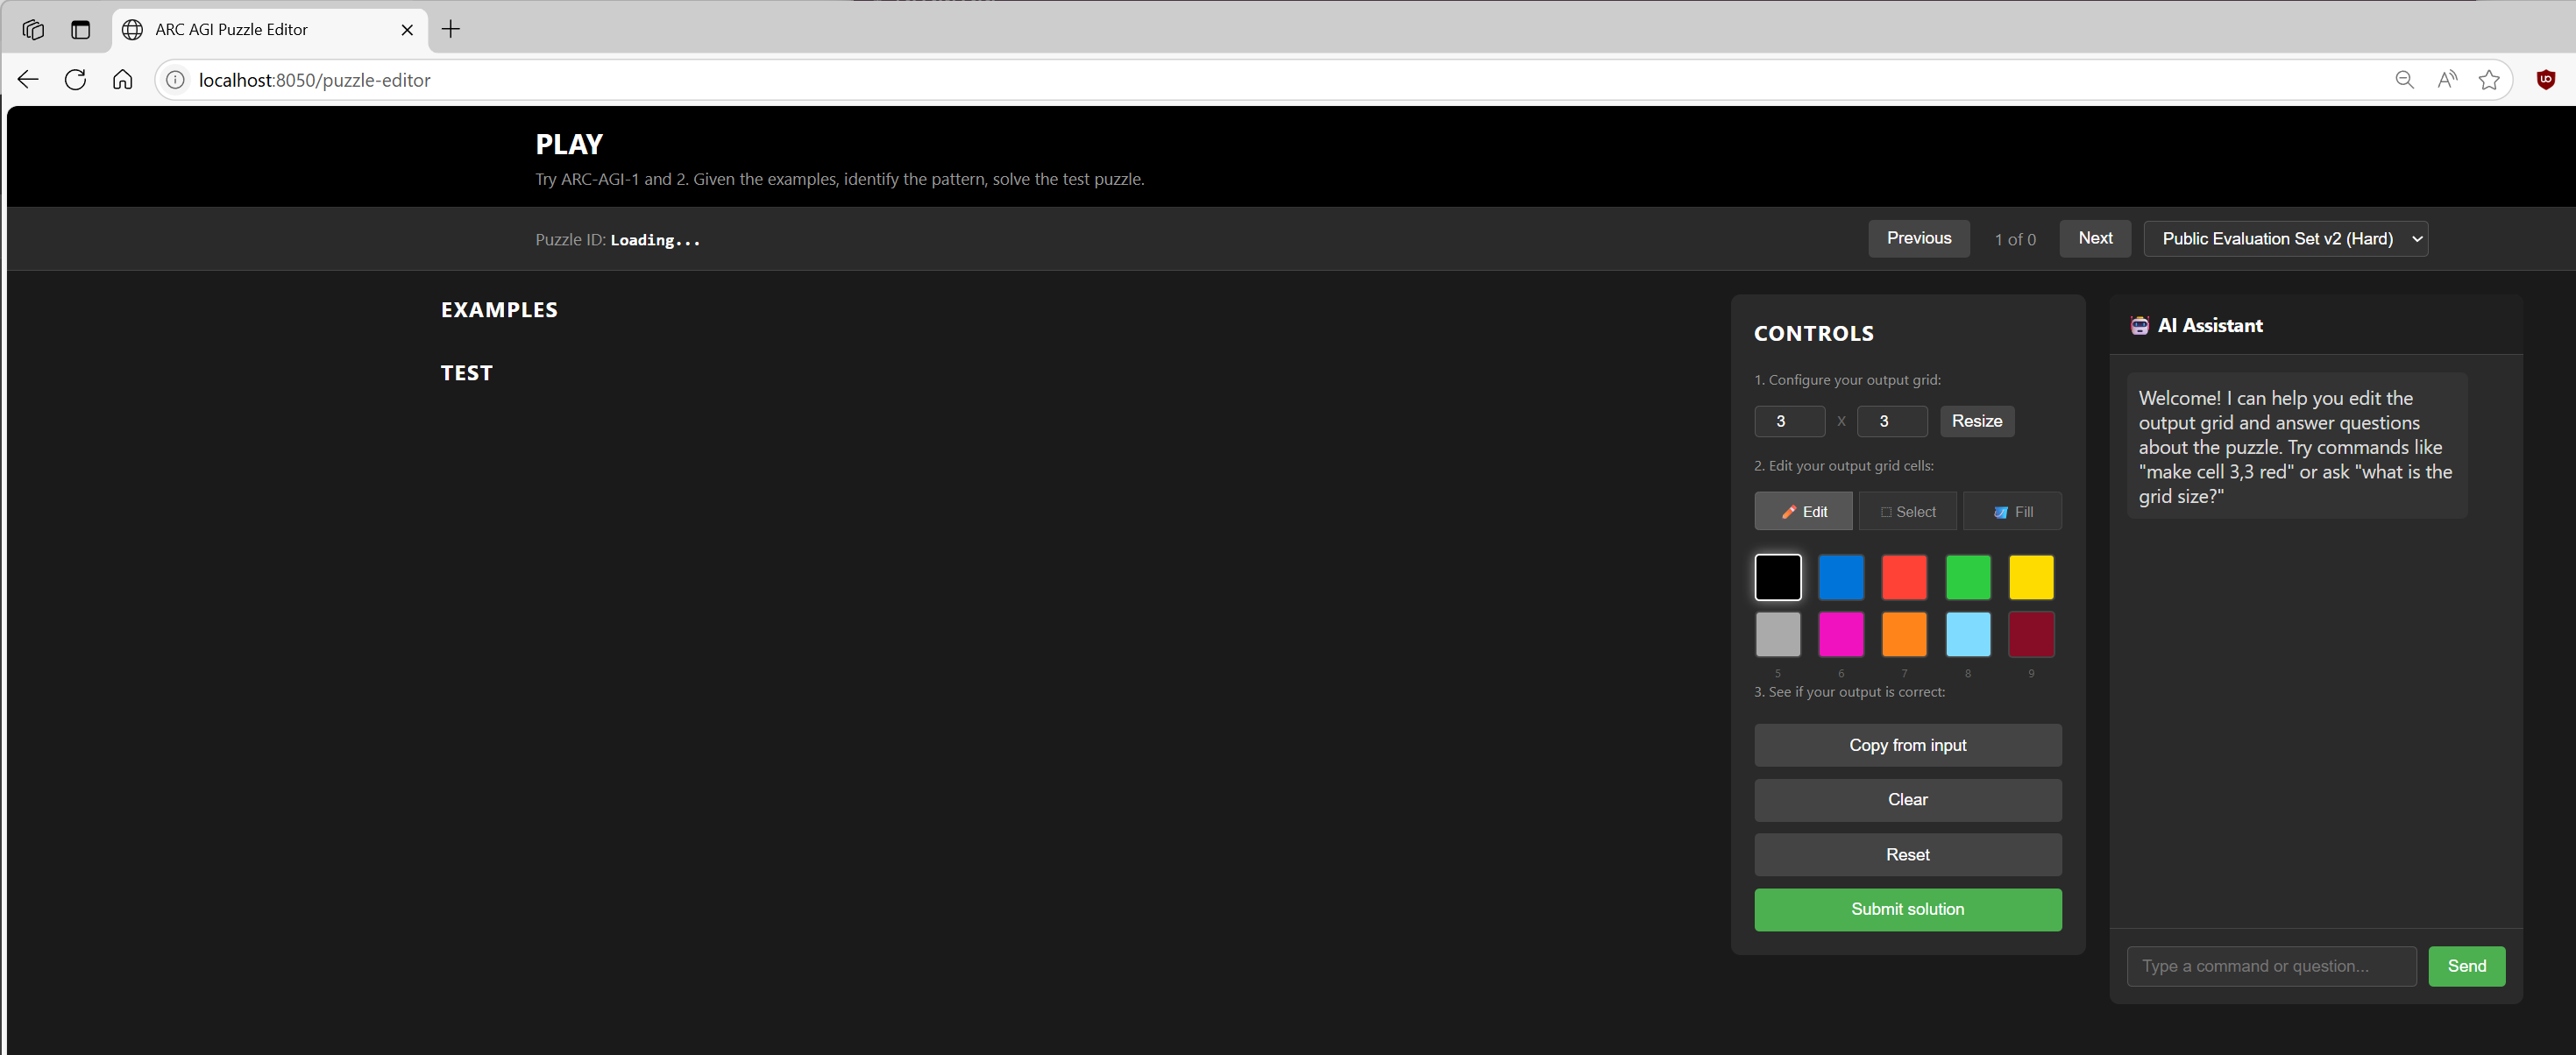 ARC AGI Puzzle Editor
localhost:8050/puzzle-editor
PLAY
Try ARC-AGI-1 and 2. Given the examples, identify the pattern, solve the test puzzle.
Puzzle ID: Loading...
Previous
1 of 0
Next
Public Evaluation Set v2 (Hard)
EXAMPLES
TEST
CONTROLS
1. Configure your output grid:
3 x 3 Resize
2. Edit your output grid cells:
Edit
Select
Fill
5 6 7 8 9
3. See if your output is correct:
Copy from input
Clear
Reset
Submit solution
AI Assistant
Welcome! I can help you edit the
output grid and answer questions
about the puzzle. Try commands like
"make cell 3,3 red" or ask "what is the
grid size?"
Type a command or question...
Send